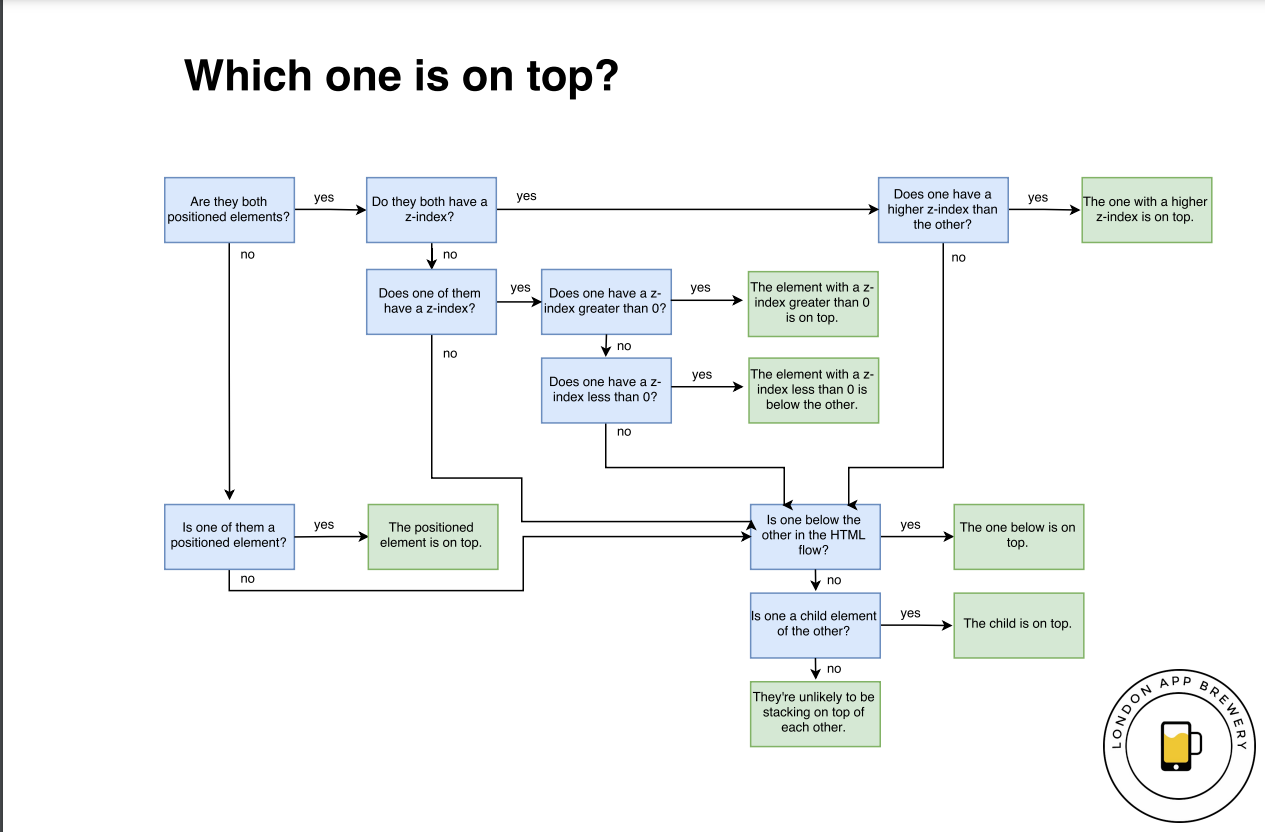 Which one is on top?
Are they both
positioned elements?
yes
no
Do they both have a
z-index?
yes
no
Does one have a
higher z-index than
the other?
yes
no
The one with a higher
z-index is on top.
Does one of them
have a z-index?
yes
no
Does one have a z-
index greater than 0?
yes
no
The element with a z-
index greater than 0
is on top.
Does one have a z-
index less than 0?
yes
no
The element with a z-
index less than 0 is
below the other.
Is one of them a
positioned element?
yes
no
The positioned
element is on top.
Is one below the
other in the HTML
flow?
yes
no
The one below is on
top.
Is one a child element
of the other?
yes
no
The child is on top.
They're unlikely to be
stacking on top of
each other.
LONDON APP BREWERY